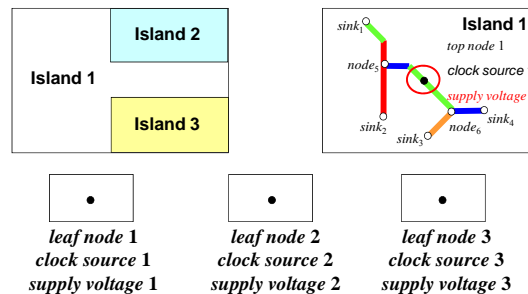 Island 1
Island 2
Island 3
Island 1
top node 1
clock source
supply voltage
sink1
node5
sink2
sink3
node6
sink4
leaf node 1
clock source 1
supply voltage 1
leaf node 2
clock source 2
supply voltage 2
leaf node 3
clock source 3
supply voltage 3